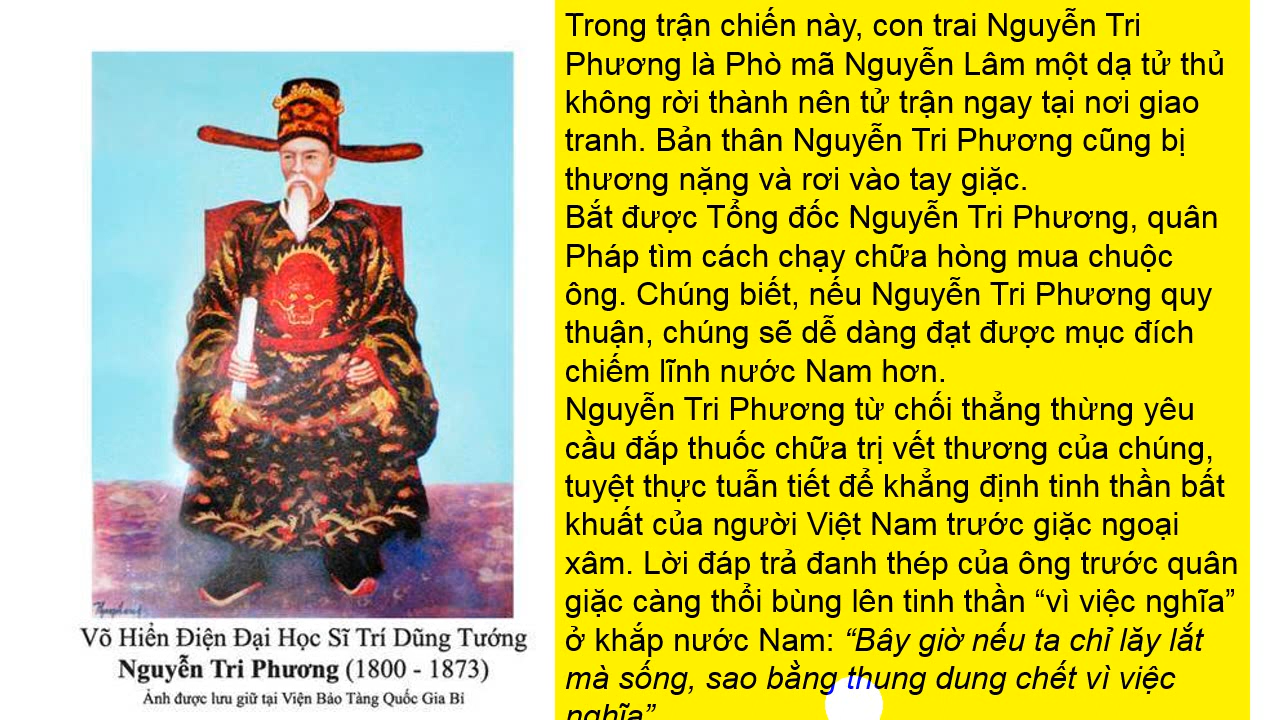 Trong trận chiến này, con trai Nguyễn Tri
Phương là Phò mã Nguyễn Lâm một dạ tử thủ
không rời thành nên tử trận ngay tại nơi giao
tranh. Bản thân Nguyễn Tri Phương cũng bị
thương nặng và rơi vào tay giặc.
Bắt được Tổng đốc Nguyễn Tri Phương, quân
Pháp tìm cách chạy chữa hòng mua chuộc
ông. Chúng biết, nếu Nguyễn Tri Phương quy
thuận, chúng sẽ dễ dàng đạt được mục đích
chiếm lĩnh nước Nam hơn.
Nguyễn Tri Phương từ chối thẳng thừng yêu
cầu đắp thuốc chữa trị vết thương của chúng,
tuyệt thực tuẫn tiết để khẳng định tinh thần bất
khuất của người Việt Nam trước giặc ngoại
xâm. Lời đáp trả đanh thép của ông trước quân
giặc càng thổi bùng lên tinh thần “vì việc nghĩa”
ở khắp nước Nam: “Bây giờ nếu ta chỉ lăy lắt
mà sống, sao bằng thung dung chết vì việc
nghĩa”
Võ Hiển Điện Đại Học Sĩ Trí Dũng Tướng
Nguyễn Tri Phương (1800 - 1873)
Ảnh được lưu giữ tại Viện Bảo Tàng Quốc Gia Bỉ